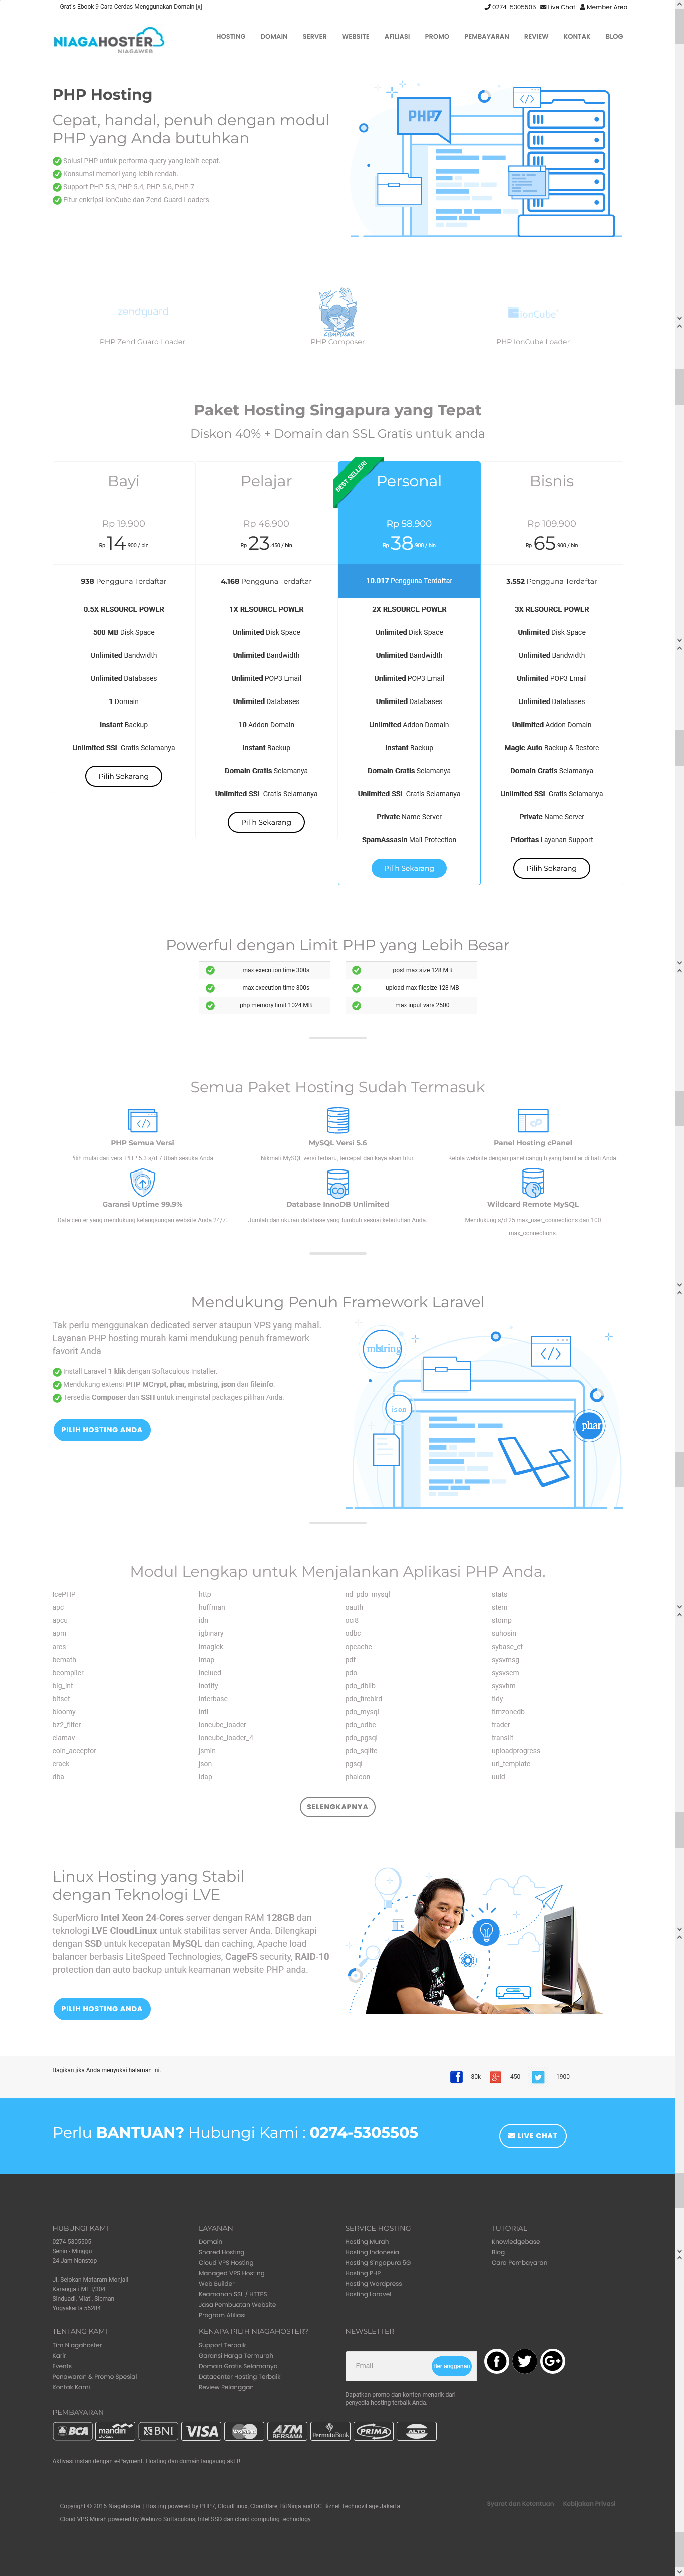 Gratis Ebook 9 Cara Cerdas Menggunakan Domain [x]
0274-5305505 Live Chat Member Area
NIAGAHOSTER
NIAGAWEB
HOSTING DOMAIN SERVER WEBSITE AFILIASI PROMO PEMBAYARAN REVIEW KONTAK BLOG
PHP Hosting
Cepat, handal, penuh dengan modul
PHP yang Anda butuhkan
Solusi PHP untuk performa query yang lebih cepat.
Konsumsi memori yang lebih rendah.
Support PHP 5.3, PHP 5.4, PHP 5.6, PHP 7
Fitur enkripsi IonCube dan Zend Guard Loaders
PHP7
zendguard
COMPOSER
ionCube
PHP Zend Guard Loader
PHP Composer
PHP IonCube Loader
Paket Hosting Singapura yang Tepat
Diskon 40% + Domain dan SSL Gratis untuk anda
Bayi
Rp 19.900
Rp 14.900 / bln
938 Pengguna Terdaftar
0.5X RESOURCE POWER
500 MB Disk Space
Unlimited Bandwidth
Unlimited Databases
1 Domain
Instant Backup
Unlimited SSL Gratis Selamanya
Pilih Sekarang
Pelajar
Rp 46.900
Rp 23.450 / bln
4.168 Pengguna Terdaftar
1X RESOURCE POWER
Unlimited Disk Space
Unlimited Bandwidth
Unlimited POP3 Email
Unlimited Databases
10 Addon Domain
Instant Backup
Domain Gratis Selamanya
Unlimited SSL Gratis Selamanya
Pilih Sekarang
BEST SELLER!
Personal
Rp 58.900
Rp 38.900 / bln
10.017 Pengguna Terdaftar
2X RESOURCE POWER
Unlimited Disk Space
Unlimited Bandwidth
Unlimited POP3 Email
Unlimited Databases
Unlimited Addon Domain
Instant Backup
Domain Gratis Selamanya
Unlimited SSL Gratis Selamanya
Private Name Server
SpamAssasin Mail Protection
Pilih Sekarang
Bisnis
Rp 109.900
Rp 65.900 / bln
3.552 Pengguna Terdaftar
3X RESOURCE POWER
Unlimited Disk Space
Unlimited Bandwidth
Unlimited POP3 Email
Unlimited Databases
Unlimited Addon Domain
Magic Auto Backup & Restore
Domain Gratis Selamanya
Unlimited SSL Gratis Selamanya
Private Name Server
Prioritas Layanan Support
Pilih Sekarang
Powerful dengan Limit PHP yang Lebih Besar
max execution time 300s
max execution time 300s
php memory limit 1024 MB
post max size 128 MB
upload max filesize 128 MB
max input vars 2500
Semua Paket Hosting Sudah Termasuk
PHP Semua Versi
Pilih mulai dari versi PHP 5.3 s/d 7 Ubah sesuka Anda!
MySQL Versi 5.6
Nikmati MySQL versi terbaru, tercepat dan kaya akan fitur.
Panel Hosting cPanel
Kelola website dengan panel canggih yang familiar di hati Anda.
Garansi Uptime 99.9%
Data center yang mendukung kelangsungan website Anda 24/7.
Database InnoDB Unlimited
Jumlah dan ukuran database yang tumbuh sesuai kebutuhan Anda.
Wildcard Remote MySQL
Mendukung s/d 25 max_user_connections dari 100
max_connections.
Mendukung Penuh Framework Laravel
Tak perlu menggunakan dedicated server ataupun VPS yang mahal.
Layanan PHP hosting murah kami mendukung penuh framework
favorit Anda
Install Laravel 1 klik dengan Softaculous Installer.
Mendukung extensi PHP MCrypt, phar, mbstring, json dan fileinfo.
Tersedia Composer dan SSH untuk menginstal packages pilihan Anda.
PILIH HOSTING ANDA
mbstring
json
phar
Modul Lengkap untuk Menjalankan Aplikasi PHP Anda.
IcePHP
apc
apcu
apm
ares
bcmath
bcompiler
big_int
bitset
bloomy
bz2_filter
clamav
coin_acceptor
crack
dba
http
huffman
idn
igbinary
imagick
imap
inclued
inotify
interbase
intl
ioncube_loader
ioncube_loader_4
jsmin
json
ldap
nd_pdo_mysql
oauth
oci8
odbc
opcache
pdf
pdo
pdo_dblib
pdo_firebird
pdo_mysql
pdo_odbc
pdo_pgsql
pdo_sqlite
pgsql
phalcon
stats
stem
stomp
suhosin
sybase_ct
sysvmsg
sysvsem
sysvhm
tidy
timzonedb
trader
translit
uploadprogress
uri_template
uuid
SELENGKAPNYA
Linux Hosting yang Stabil
dengan Teknologi LVE
SuperMicro Intel Xeon 24-Cores server dengan RAM 128GB dan
teknologi LVE CloudLinux untuk stabilitas server Anda. Dilengkapi
dengan SSD untuk kecepatan MySQL dan caching, Apache load
balancer berbasis LiteSpeed Technologies, CageFS security, RAID-10
protection dan auto backup untuk keamanan website PHP anda.
PILIH HOSTING ANDA
Bagikan jika Anda menyukai halaman ini.
80k 450 1900
Perlu BANTUAN? Hubungi Kami : 0274-5305505
LIVE CHAT
HUBUNGI KAMI
0274-5305505
Senin - Minggu
24 Jam Nonstop
Jl. Selokan Mataram Monjali
Karangjati MT I/304
Sinduadi, Mlati, Sleman
Yogyakarta 55284
LAYANAN
Domain
Shared Hosting
Cloud VPS Hosting
Managed VPS Hosting
Web Builder
Keamanan SSL / HTTPS
Jasa Pembuatan Website
Program Afiliasi
SERVICE HOSTING
Hosting Murah
Hosting Indonesia
Hosting Singapura SG
Hosting PHP
Hosting Wordpress
Hosting Laravel
TUTORIAL
Knowledgebase
Blog
Cara Pembayaran
TENTANG KAMI
Tim Niagahoster
Karir
Events
Penawaran & Promo Spesial
Kontak Kami
KENAPA PILIH NIAGAHOSTER?
Support Terbaik
Garansi Harga Termurah
Domain Gratis Selamanya
Datacenter Hosting Terbaik
Review Pelanggan
NEWSLETTER
Email
Berlangganan
Dapatkan promo dan konten menarik dari
penyedia hosting terbaik Anda.
PEMBAYARAN
BCA mandiri BNI VISA MasterCard ATM BERSAMA PermataBank PRIMA ALTO
Aktivasi instan dengan e-Payment. Hosting dan domain langsung aktif!
Copyright © 2016 Niagahoster | Hosting powered by PHP7, CloudLinux, Cloudflare, BitNinja and DC Biznet Technovillage Jakarta
Cloud VPS Murah powered by Webuzo Softaculous, Intel SSD dan cloud computing technology.
Syarat dan Ketentuan Kebijakan Privasi